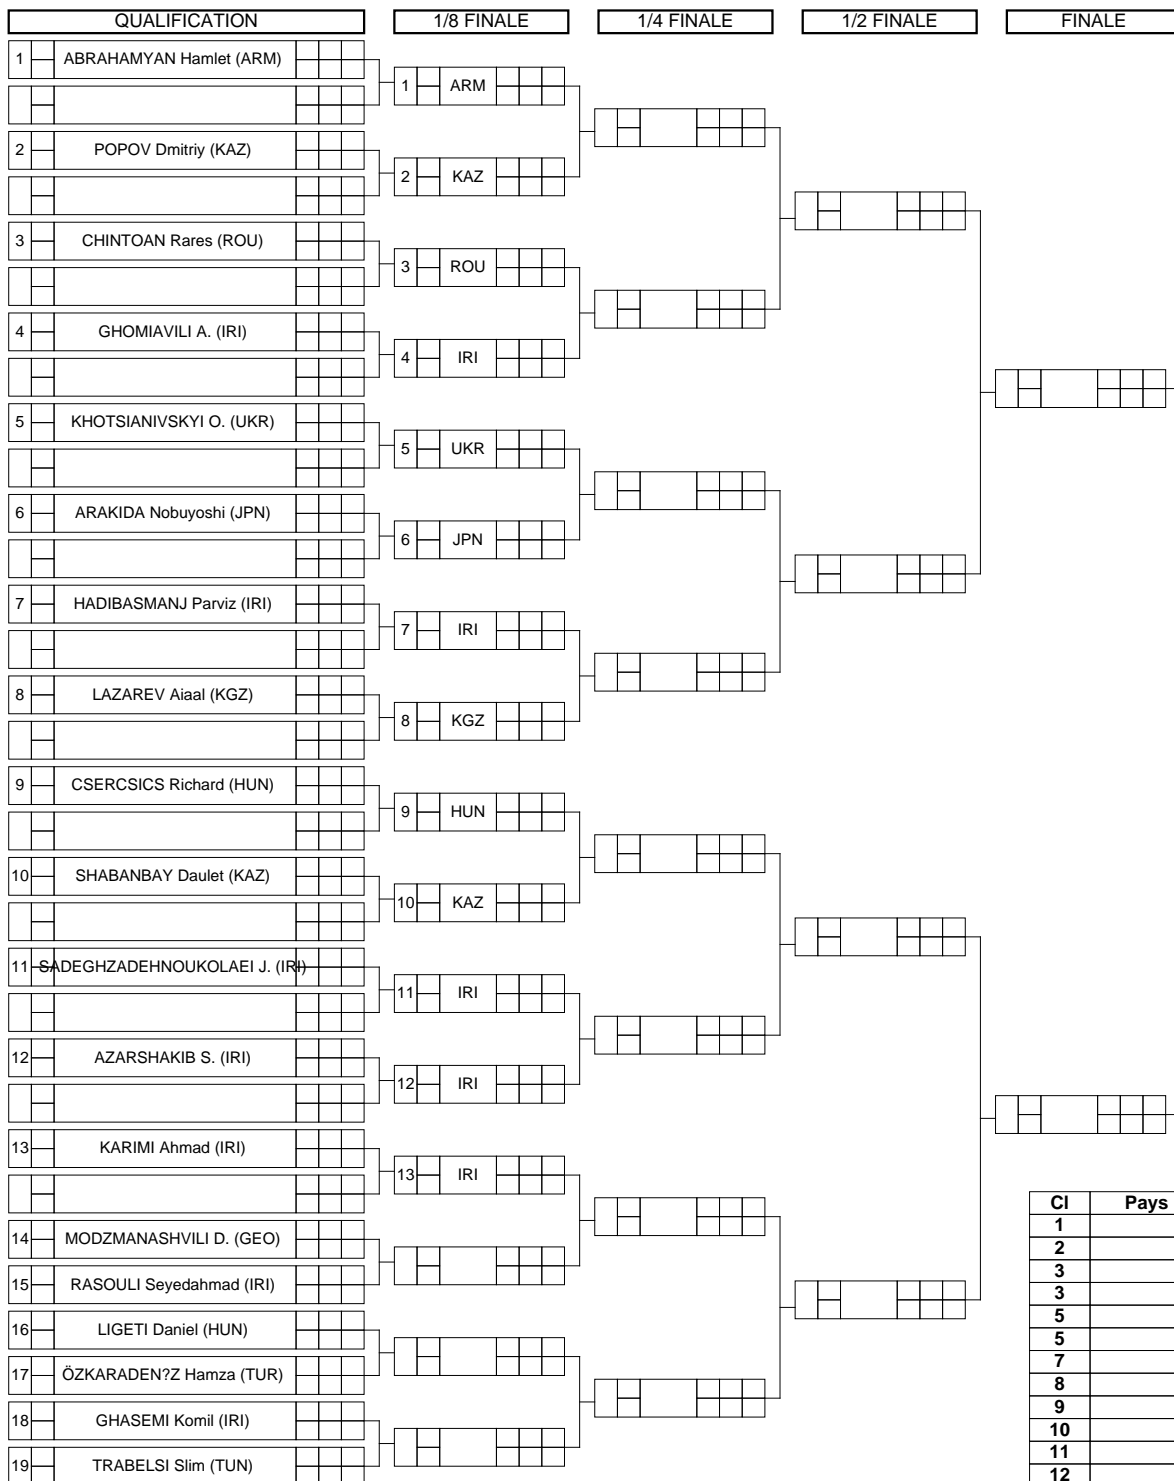 QUALIFICATION 1/8 FINALE 1/4 FINALE 1/2 FINALE FINALE
1 ABRAHAMYAN Hamlet (ARM)
1 ARM
2 POPOV Dmitriy (KAZ)
2 KAZ
3 CHINTOAN Rares (ROU)
3 ROU
4 GHOMIAVILI A. (IRI)
4 IRI
5 KHOTSIANIVSKYI O. (UKR)
5 UKR
6 ARAKIDA Nobuyoshi (JPN)
6 JPN
7 HADIBASMANJ Parviz (IRI)
7 IRI
8 LAZAREV Aiaal (KGZ)
8 KGZ
9 CSERCSICS Richard (HUN)
9 HUN
10 SHABANBAY Daulet (KAZ)
10 KAZ
11 SADEGHZADEHNOUKOLAEI J. (IRI)
11 IRI
12 AZARSHAKIB S. (IRI)
12 IRI
13 KARIMI Ahmad (IRI)
13 IRI
14 MODZMANASHVILI D. (GEO)
15 RASOULI Seyedahmad (IRI)
16 LIGETI Daniel (HUN)
17 ÖZKARADEN?Z Hamza (TUR)
18 GHASEMI Komil (IRI)
19 TRABELSI Slim (TUN)
Cl Pays
1
2
3
3
5
5
7
8
9
10
11
12